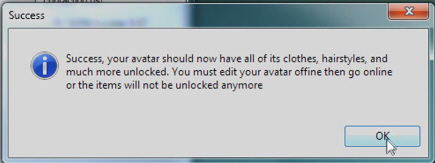 Success
Success, your avatar should now have all of its clothes, hairstyles, and
much more unlocked. You must edit your avatar offine then go online
or the items will not be unlocked anymore
OK